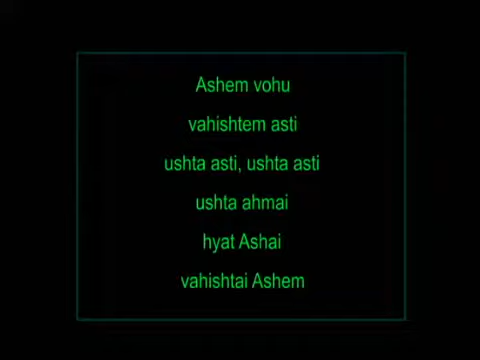 Ashem vohu
vahishtem asti
ushta asti, ushta asti
ushta ahmai
hyat Ashai
vahishtai Ashem